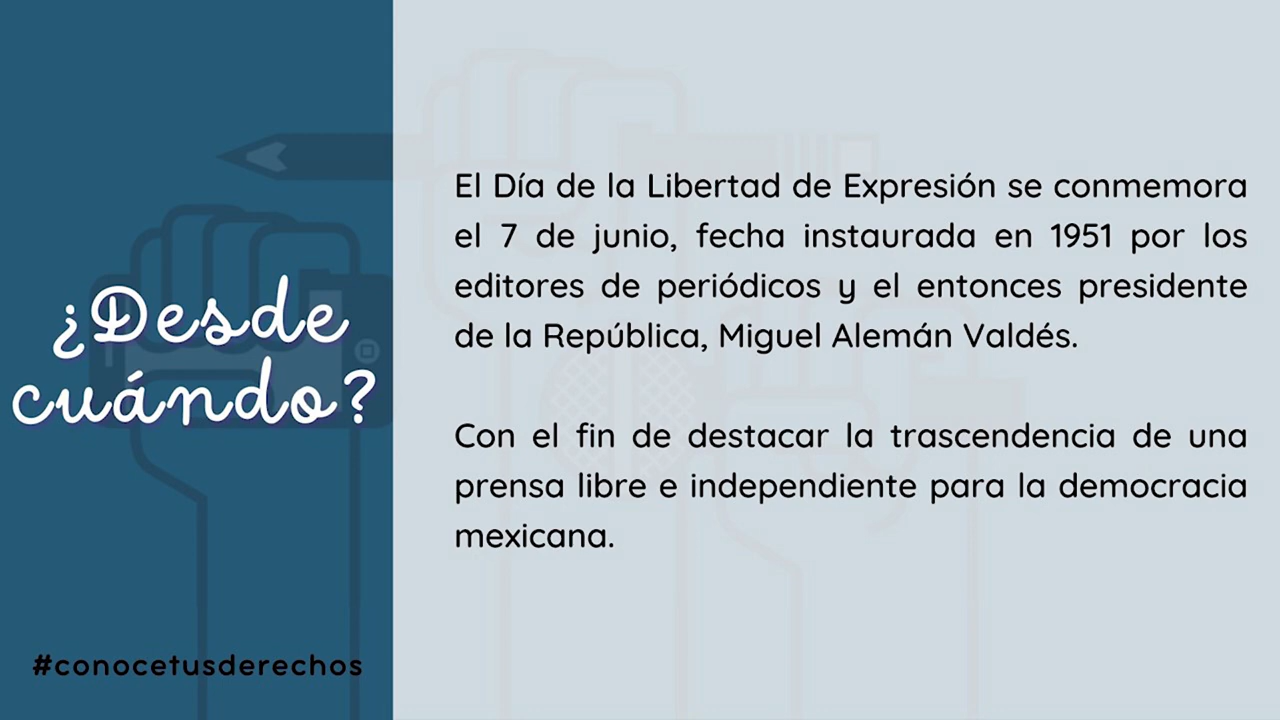 ¿Desde
cuándo?
#conocetusderechos
El Día de la Libertad de Expresión se conmemora
el 7 de junio, fecha instaurada en 1951 por los
editores de periódicos y el entonces presidente
de la República, Miguel Alemán Valdés.
Con el fin de destacar la trascendencia de una
prensa libre e independiente para la democracia
mexicana.